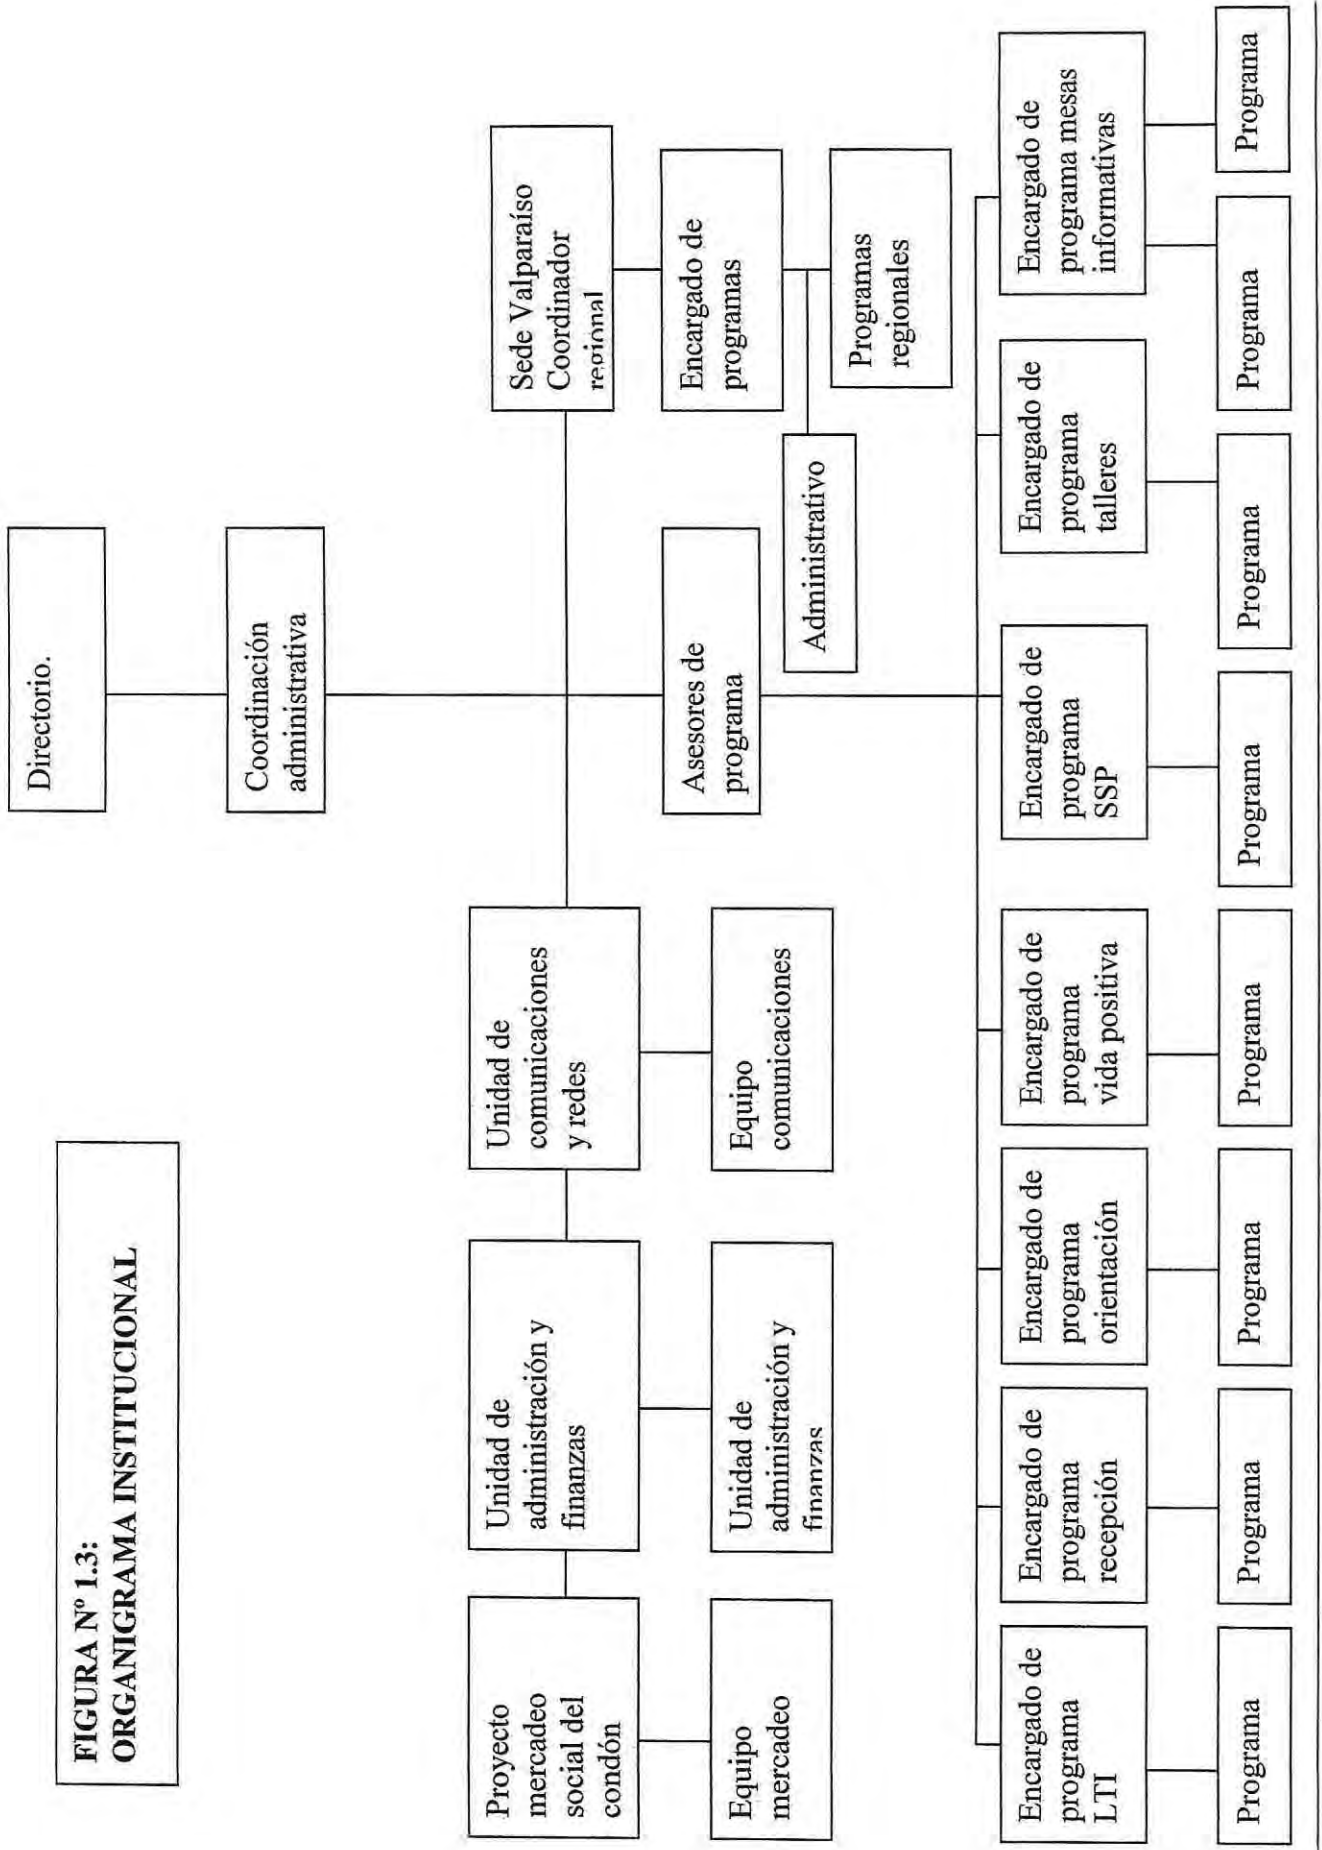 FIGURA Nº 1.3:
ORGANIGRAMA INSTITUCIONAL
Directorio.
Coordinación
administrativa
Proyecto
mercadeo
social del
condón
Unidad de
administración y
finanzas
Unidad de
comunicaciones
y redes
Sede Valparaíso
Coordinador
regional
Equipo
mercadeo
Unidad de
administración y
finanzas
Equipo
comunicaciones
Asesores de
programa
Encargado de
programas
Administrativo
Programas
regionales
Encargado de
programa
LTI
Encargado de
programa
recepción
Encargado de
programa
orientación
Encargado de
programa
vida positiva
Encargado de
programa
SSP
Encargado de
programa
talleres
Encargado de
programa mesas
informativas
Programa
Programa
Programa
Programa
Programa
Programa
Programa
Programa